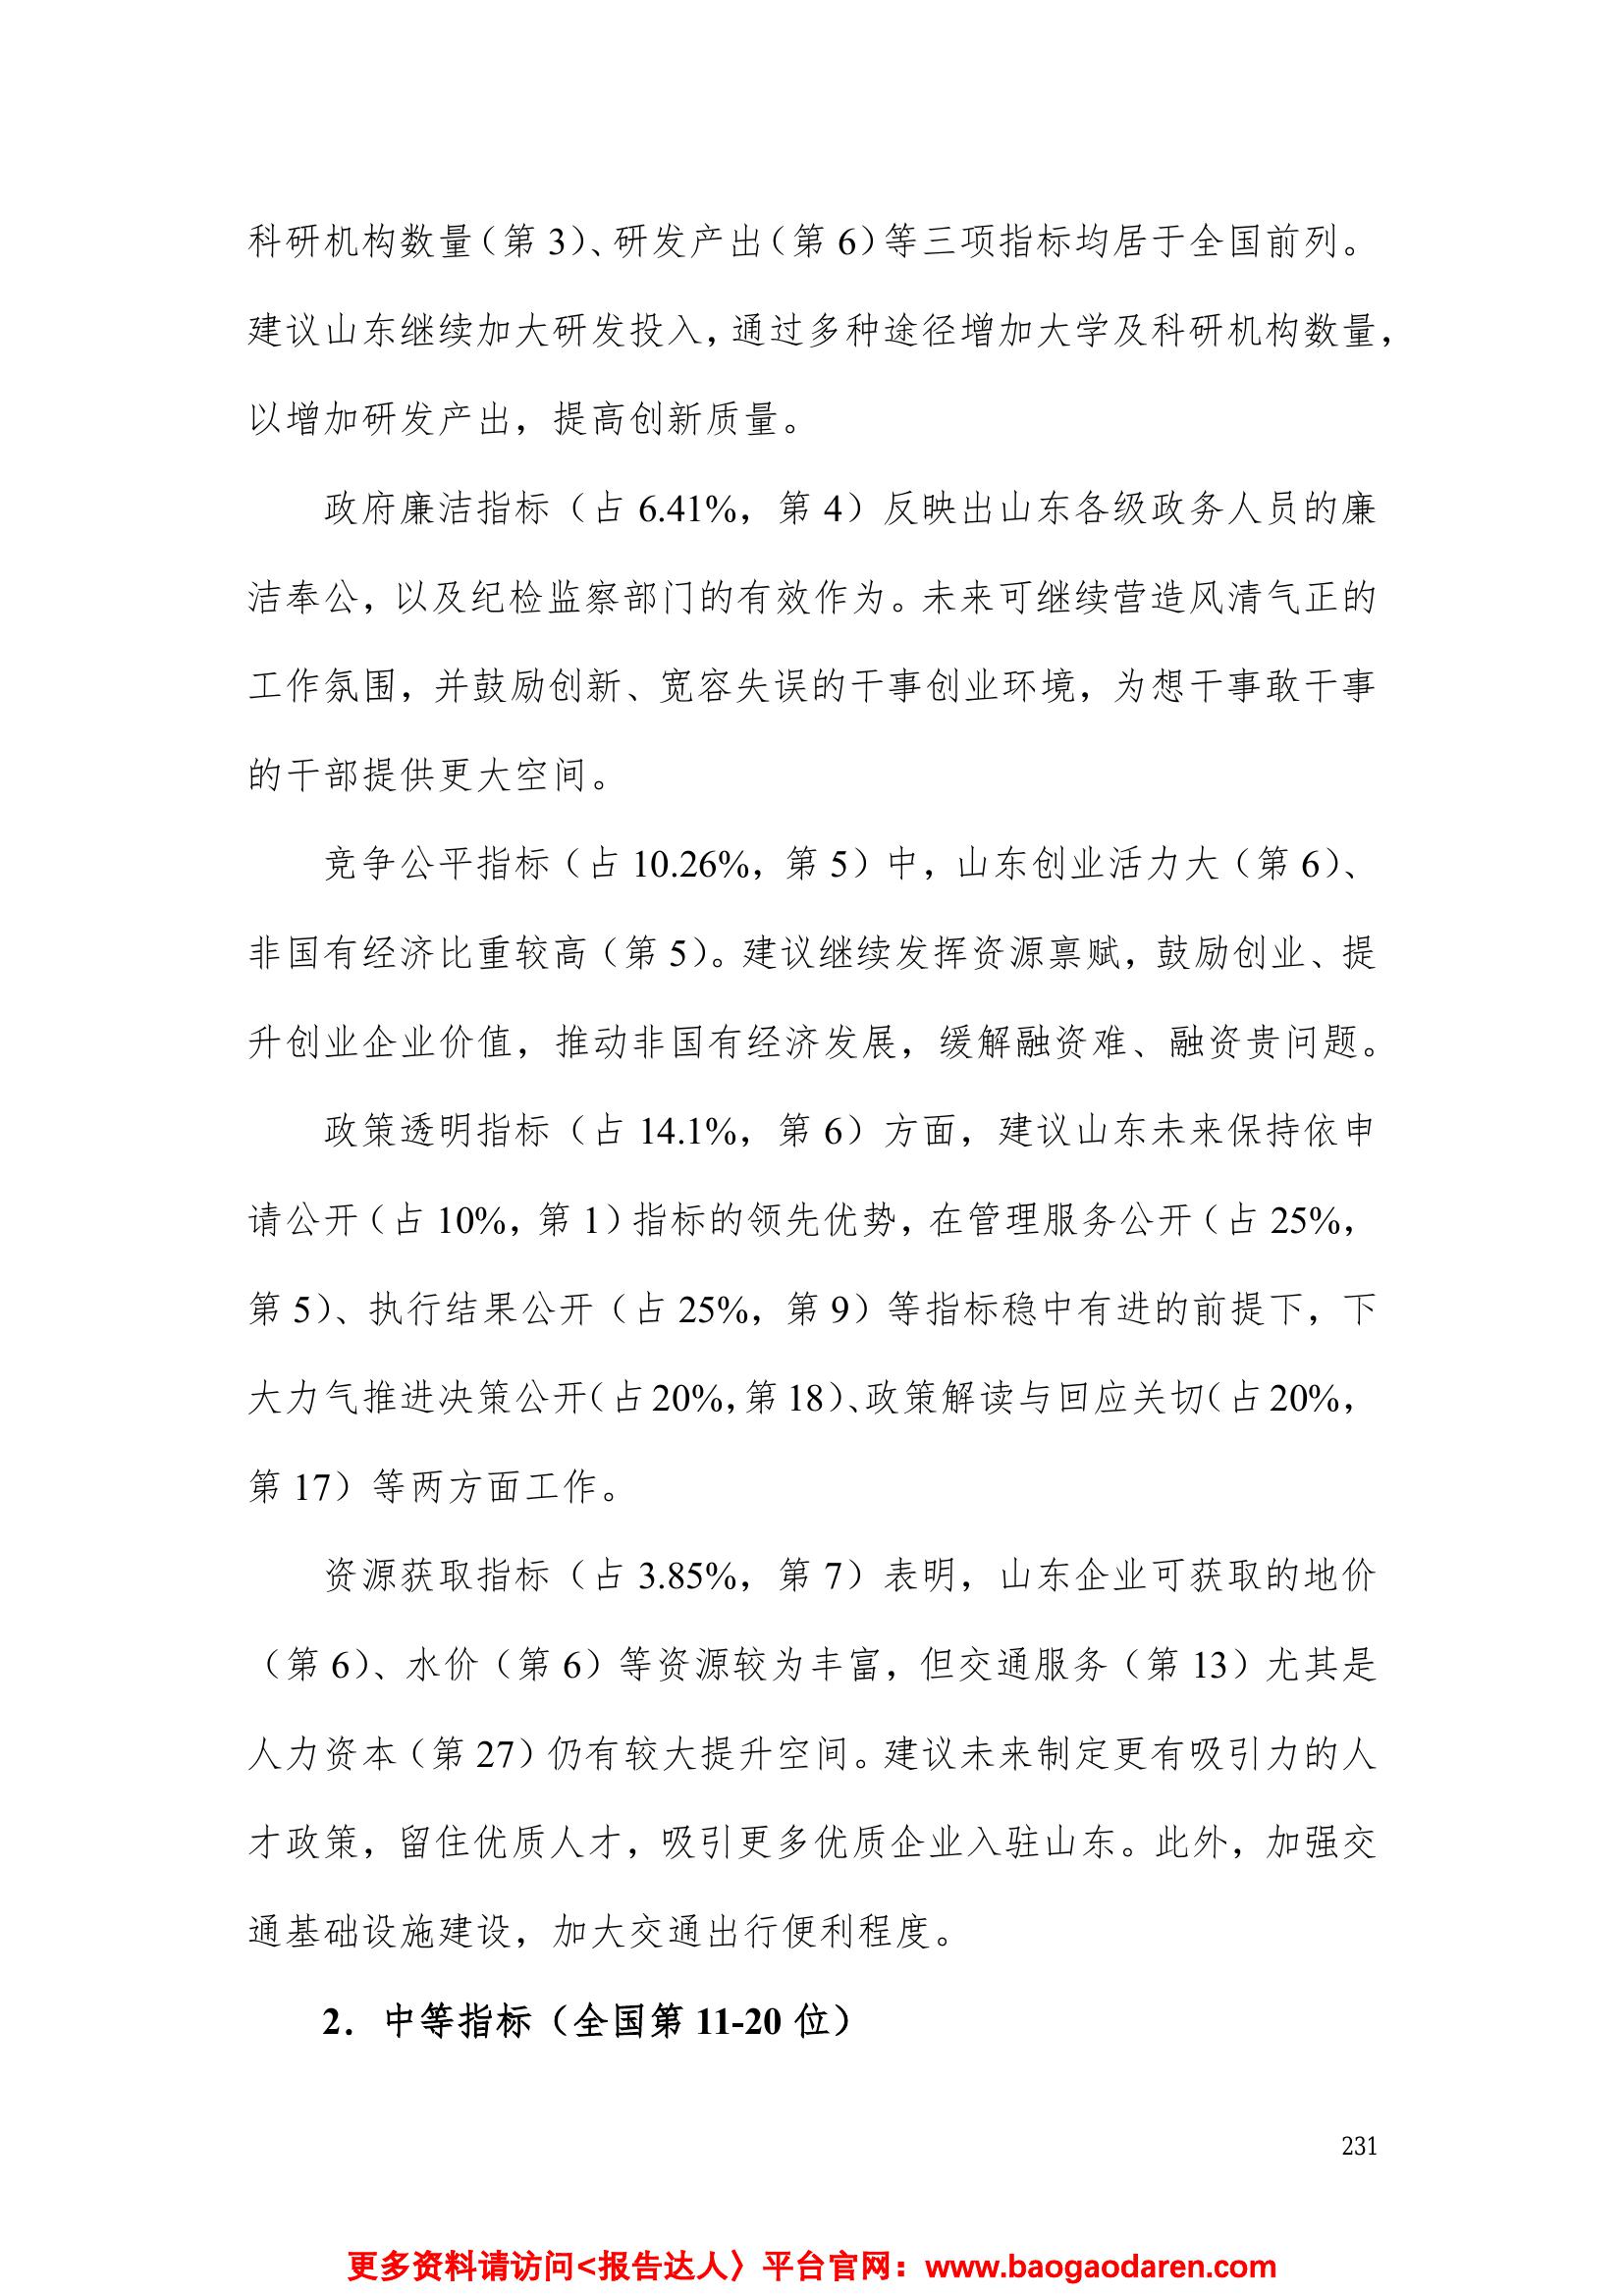 科研机构数量（第 3）、研发产出（第 6）等三项指标均居于全国前列。
建议山东继续加大研发投入，通过多种途径增加大学及科研机构数量，
以增加研发产出，提高创新质量。
政府廉洁指标（占 6.41%，第 4）反映出山东各级政务人员的廉
洁奉公，以及纪检监察部门的有效作为。未来可继续营造风清气正的
工作氛围，并鼓励创新、宽容失误的干事创业环境，为想干事敢干事
的干部提供更大空间。
竞争公平指标（占 10.26%，第 5）中，山东创业活力大（第 6）、
非国有经济比重较高（第 5）。建议继续发挥资源禀赋，鼓励创业、提
升创业企业价值，推动非国有经济发展，缓解融资难、融资贵问题。
政策透明指标（占 14.1%，第 6）方面，建议山东未来保持依申
请公开（占 10%，第 1）指标的领先优势，在管理服务公开（占 25%，
第 5）、执行结果公开（占 25%，第 9）等指标稳中有进的前提下，下
大力气推进决策公开（占 20%，第 18）、政策解读与回应关切（占 20%，
第 17）等两方面工作。
资源获取指标（占 3.85%，第 7）表明，山东企业可获取的地价
（第 6）、水价（第 6）等资源较为丰富，但交通服务（第 13）尤其是
人力资本（第 27）仍有较大提升空间。建议未来制定更有吸引力的人
才政策，留住优质人才，吸引更多优质企业入驻山东。此外，加强交
通基础设施建设，加大交通出行便利程度。
2．中等指标（全国第 11-20 位）
231
更多资料请访问<报告达人〉平台官网：www.baogaodaren.com